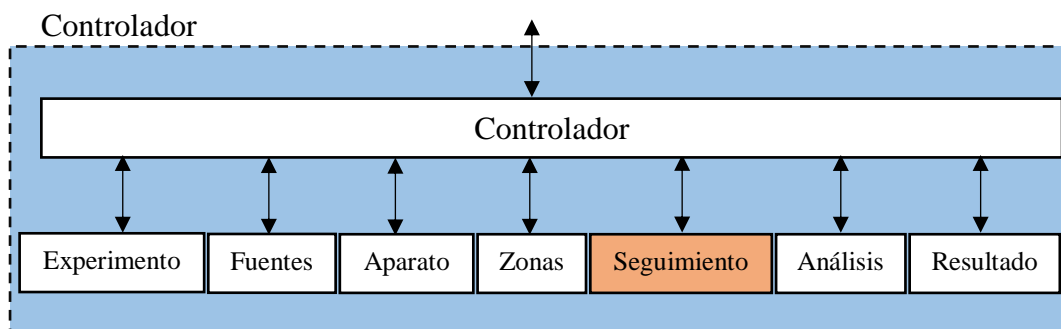 Controlador
Controlador
Experimento
Fuentes
Aparato
Zonas
Seguimiento
Análisis
Resultado